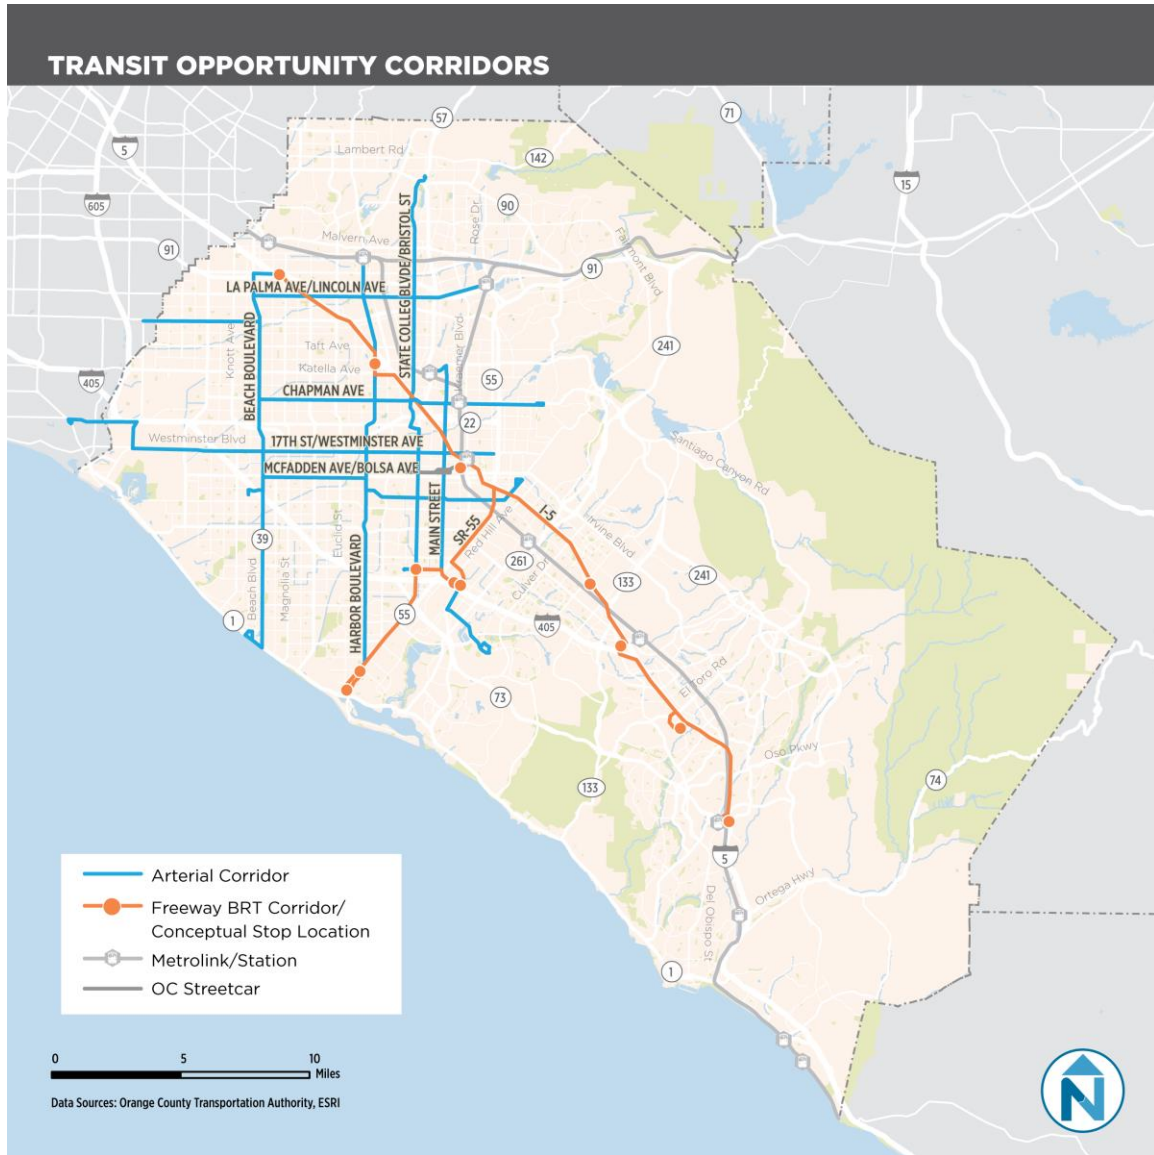 TRANSIT OPPORTUNITY CORRIDORS
57
71
5
Lambert Rd
142
15
605
90
STATE COLLEG BLVDE/BRISTOL ST
Rose Dr
Malvern Ave
91
Fairmont Blvd
91
LA PALMA AVE/LINCOLN AVE
BEACH BOULEVARD
Knott Ave
Taft Ave
Kraemer Blvd
241
Katella Ave
405
55
CHAPMAN AVE
22
Westminster Blvd
17TH ST/WESTMINSTER AVE
Santiago Canyon Rd
MCFADDEN AVE/BOLSA AVE
MAIN STREET
I-5
SR-55
Red Hill Ave
Irvine Blvd
Euclid St
39
261
Culver Dr
133
241
Beach Blvd
Magnolia St
HARBOR BOULEVARD
1
55
405
El Toro Rd
73
Oso Pkwy
133
74
5
Ortega Hwy
Del Obispo St
1
Arterial Corridor
Freeway BRT Corridor/
Conceptual Stop Location
Metrolink/Station
OC Streetcar
0 5 10
Miles
Data Sources: Orange County Transportation Authority, ESRI
N